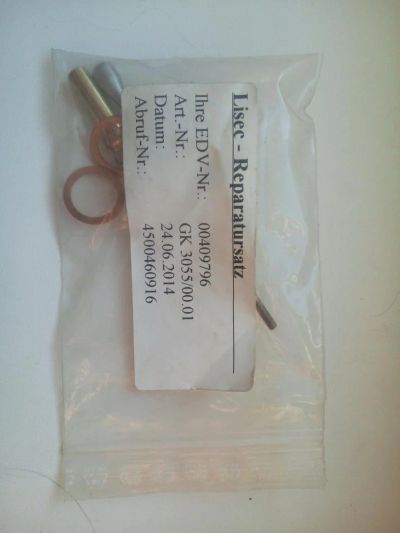 Lisec - Reparatursatz
Ihre EDV-Nr.: 00409796
Art.-Nr.: GK 3055/00.01
Datum: 24.06.2014
Abruf-Nr.: 4500460916